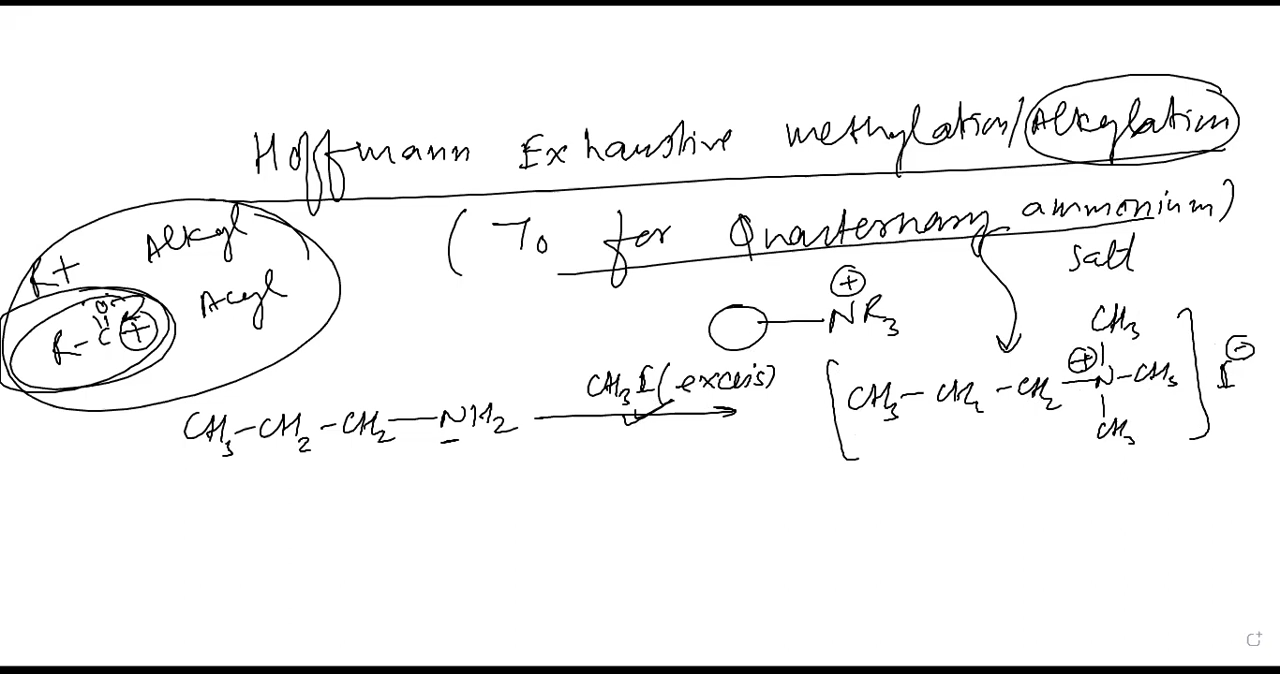 Hoffmann Exhaustive methylation/Alkylation
(To for Quarternary ammonium)
salt
Alkyl
R+
Acyl
O
R-C +
+
NR3
CH3-CH2-CH2-NH2
CH3I (excess)
CH3
[CH3-CH2-CH2-N-CH3] I
+ -
CH3